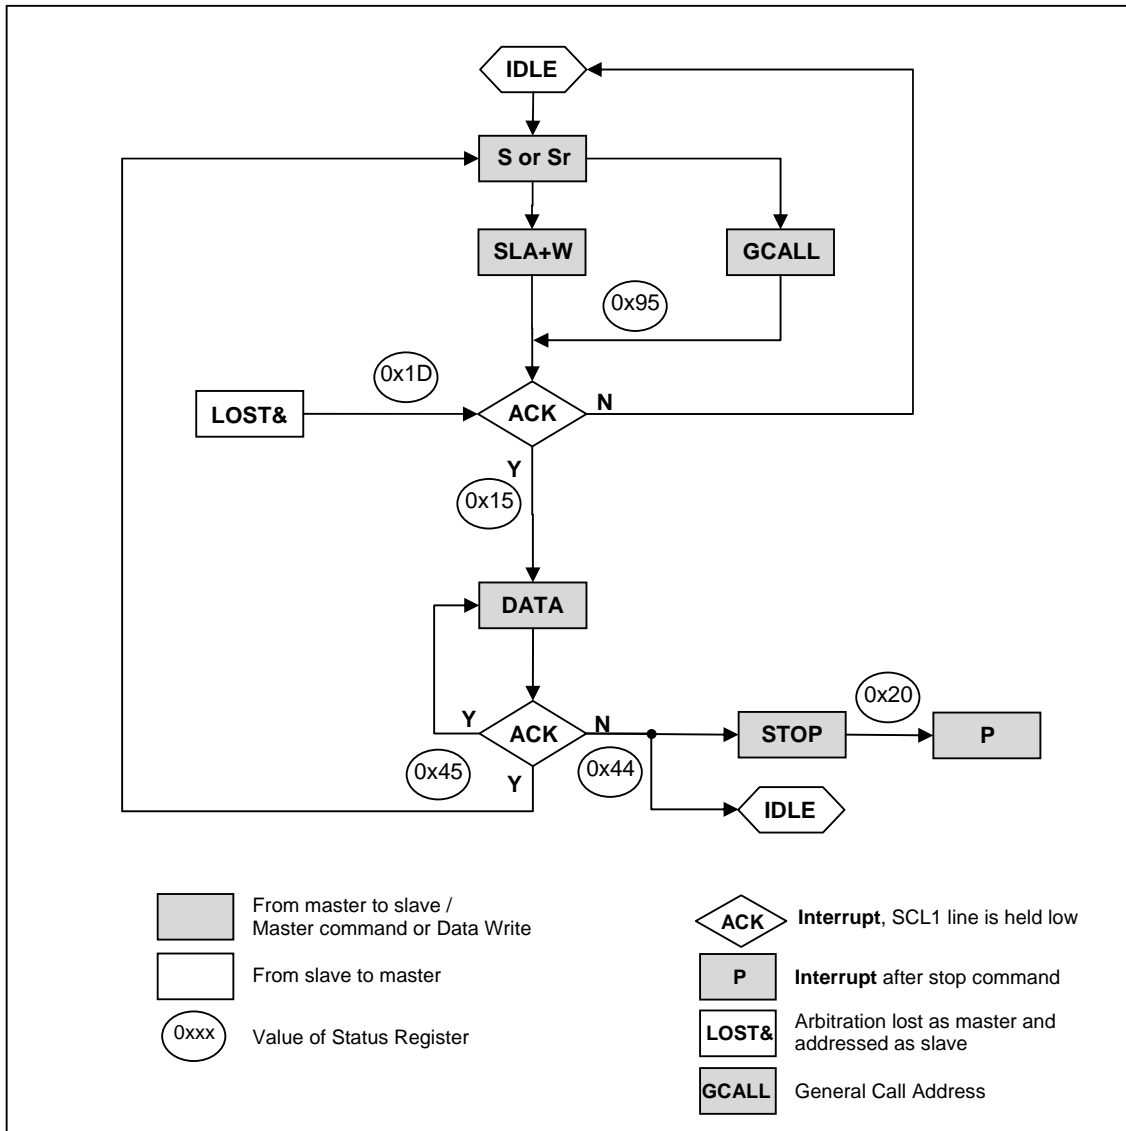 IDLE
S or Sr
SLA+W
GCALL
0x95
0x1D
LOST&
ACK
N
Y
0x15
DATA
0x20
Y
ACK
N
STOP
P
0x45
Y
0x44
IDLE
From master to slave /
Master command or Data Write
From slave to master
0xxx
Value of Status Register
ACK
Interrupt, SCL1 line is held low
P
Interrupt after stop command
LOST&
Arbitration lost as master and
addressed as slave
GCALL
General Call Address